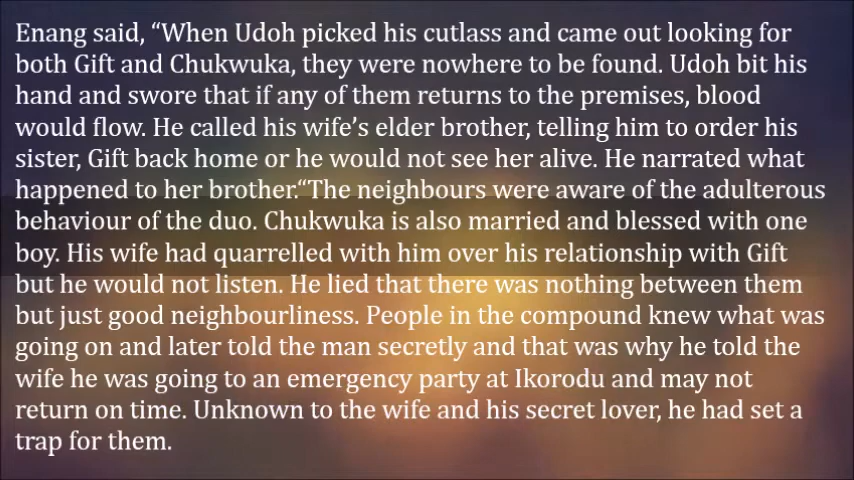 Enang said, “When Udoh picked his cutlass and came out looking for
both Gift and Chukwuka, they were nowhere to be found. Udoh bit his
hand and swore that if any of them returns to the premises, blood
would flow. He called his wife’s elder brother, telling him to order his
sister, Gift back home or he would not see her alive. He narrated what
happened to her brother.“The neighbours were aware of the adulterous
behaviour of the duo. Chukwuka is also married and blessed with one
boy. His wife had quarrelled with him over his relationship with Gift
but he would not listen. He lied that there was nothing between them
but just good neighbourliness. People in the compound knew what was
going on and later told the man secretly and that was why he told the
wife he was going to an emergency party at Ikorodu and may not
return on time. Unknown to the wife and his secret lover, he had set a
trap for them.